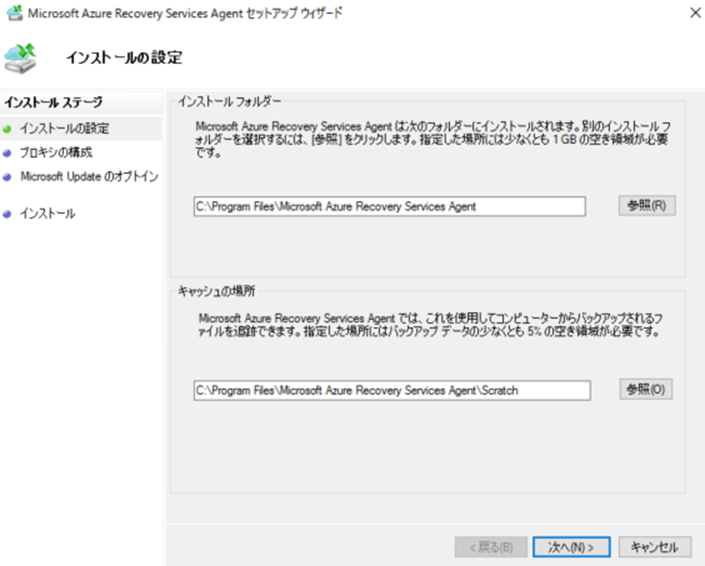 Microsoft Azure Recovery Services Agent セットアップ ウィザード
インストールの設定
インストール ステージ
インストールの設定
プロキシの構成
Microsoft Update のオプトイン
インストール
インストール フォルダー
Microsoft Azure Recovery Services Agent は次のフォルダーにインストールされます。別のインストール フ
ォルダーを選択するには、[参照] をクリックします。指定した場所には少なくとも 1 GB の空き領域が必要
です。
C:\Program Files\Microsoft Azure Recovery Services Agent
参照(R)
キャッシュの場所
Microsoft Azure Recovery Services Agent では、これを使用してコンピューターからバックアップされるフ
ァイルを追跡できます。指定した場所にはバックアップ データの少なくとも 5% の空き領域が必要です。
C:\Program Files\Microsoft Azure Recovery Services Agent\Scratch
参照(O)
< 戻る(B)
次へ(N) >
キャンセル